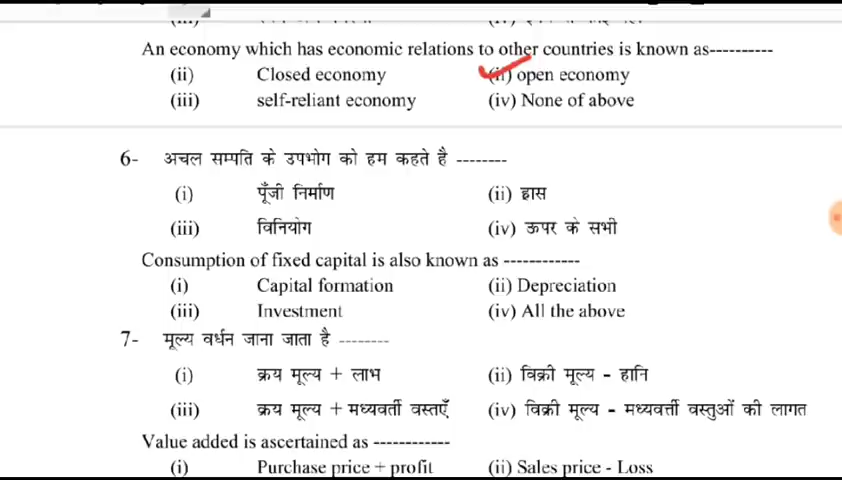 An economy which has economic relations to other countries is known as----------
(ii) Closed economy (ii) open economy
(iii) self-reliant economy (iv) None of above
6- अचल सम्पति के उपभोग को हम कहते है --------
(i) पूँजी निर्माण (ii) ह्रास
(iii) विनियोग (iv) ऊपर के सभी
Consumption of fixed capital is also known as ------------
(i) Capital formation (ii) Depreciation
(iii) Investment (iv) All the above
7- मूल्य वर्धन जाना जाता है --------
(i) क्रय मूल्य + लाभ (ii) विक्री मूल्य - हानि
(iii) क्रय मूल्य + मध्यवर्ती वस्तएँ (iv) विक्री मूल्य - मध्यवर्त्ती वस्तुओं की लागत
Value added is ascertained as ------------
(i) Purchase price + profit (ii) Sales price - Loss